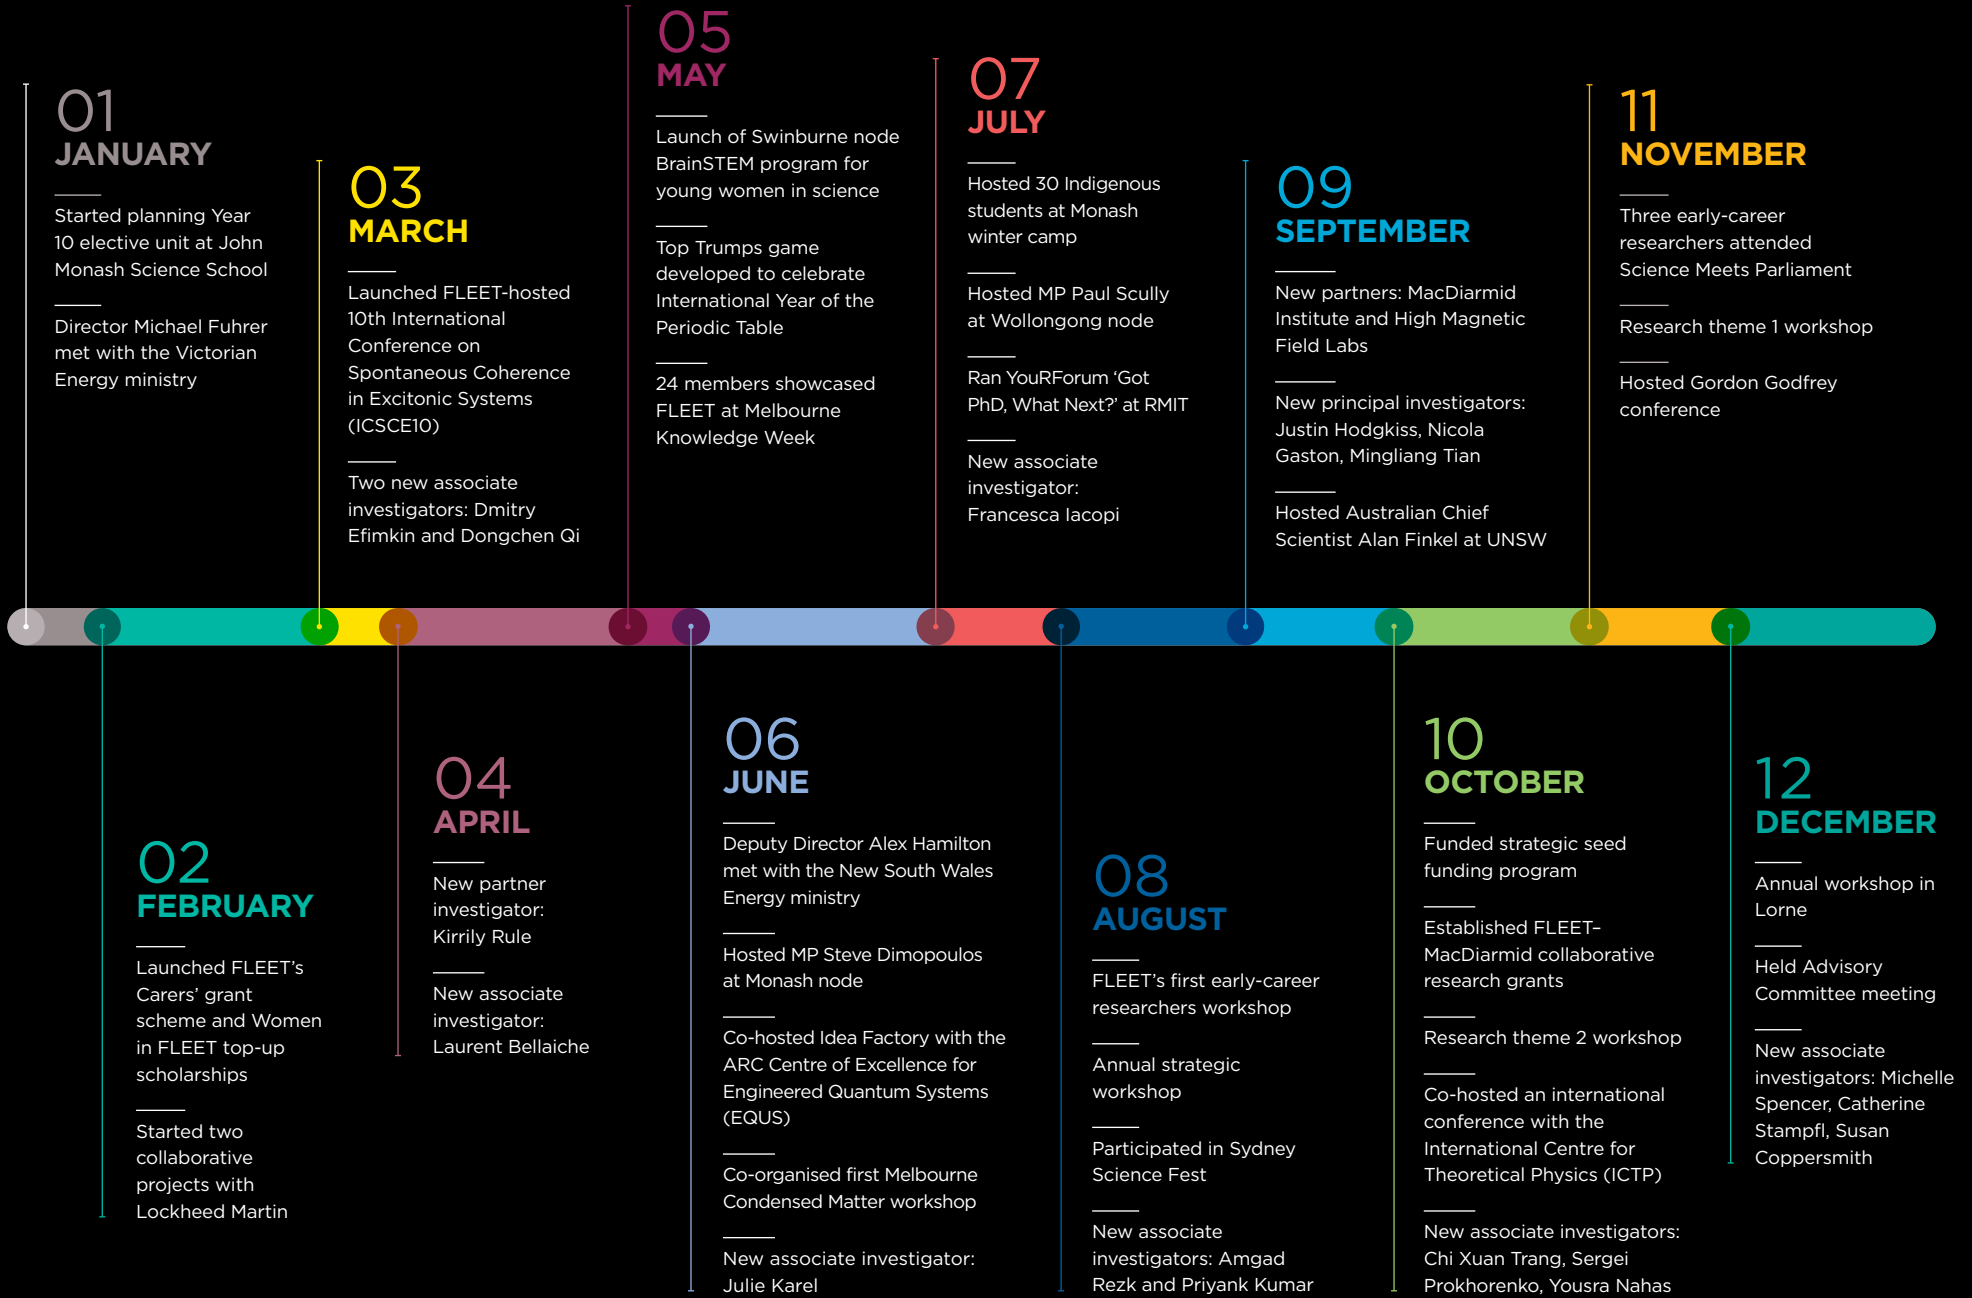 01
JANUARY
Started planning Year
10 elective unit at John
Monash Science School
Director Michael Fuhrer
met with the Victorian
Energy ministry
02
FEBRUARY
Launched FLEET’s
Carers’ grant
scheme and Women
in FLEET top-up
scholarships
Started two
collaborative
projects with
Lockheed Martin
03
MARCH
Launched FLEET-hosted
10th International
Conference on
Spontaneous Coherence
in Excitonic Systems
(ICSCE10)
Two new associate
investigators: Dmitry
Efimkin and Dongchen Qi
04
APRIL
New partner
investigator:
Kirrily Rule
New associate
investigator:
Laurent Bellaiche
05
MAY
Launch of Swinburne node
BrainSTEM program for
young women in science
Top Trumps game
developed to celebrate
International Year of the
Periodic Table
24 members showcased
FLEET at Melbourne
Knowledge Week
06
JUNE
Deputy Director Alex Hamilton
met with the New South Wales
Energy ministry
Hosted MP Steve Dimopoulos
at Monash node
Co-hosted Idea Factory with the
ARC Centre of Excellence for
Engineered Quantum Systems
(EQUS)
Co-organised first Melbourne
Condensed Matter workshop
New associate investigator:
Julie Karel
07
JULY
Hosted 30 Indigenous
students at Monash
winter camp
Hosted MP Paul Scully
at Wollongong node
Ran YouRForum ‘Got
PhD, What Next?’ at RMIT
New associate
investigator:
Francesca Iacopi
08
AUGUST
FLEET’s first early-career
researchers workshop
Annual strategic
workshop
Participated in Sydney
Science Fest
New associate
investigators: Amgad
Rezk and Priyank Kumar
09
SEPTEMBER
New partners: MacDiarmid
Institute and High Magnetic
Field Labs
New principal investigators:
Justin Hodgkiss, Nicola
Gaston, Mingliang Tian
Hosted Australian Chief
Scientist Alan Finkel at UNSW
10
OCTOBER
Funded strategic seed
funding program
Established FLEET–
MacDiarmid collaborative
research grants
Research theme 2 workshop
Co-hosted an international
conference with the
International Centre for
Theoretical Physics (ICTP)
New associate investigators:
Chi Xuan Trang, Sergei
Prokhorenko, Yousra Nahas
11
NOVEMBER
Three early-career
researchers attended
Science Meets Parliament
Research theme 1 workshop
Hosted Gordon Godfrey
conference
12
DECEMBER
Annual workshop in
Lorne
Held Advisory
Committee meeting
New associate
investigators: Michelle
Spencer, Catherine
Stampfl, Susan
Coppersmith